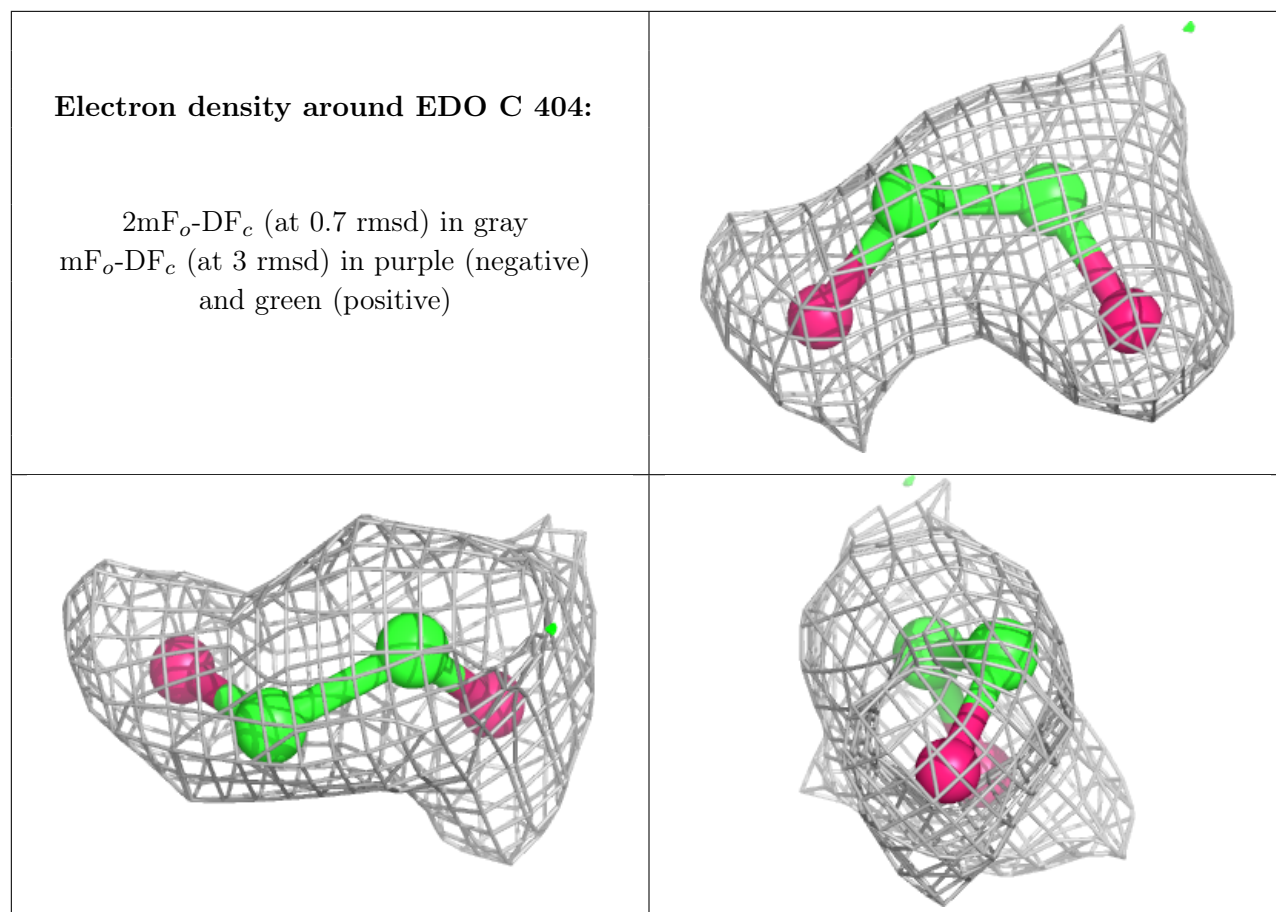 Electron density around EDO C 404:
2mFo-DFc (at 0.7 rmsd) in gray
mFo-DFc (at 3 rmsd) in purple (negative)
and green (positive)